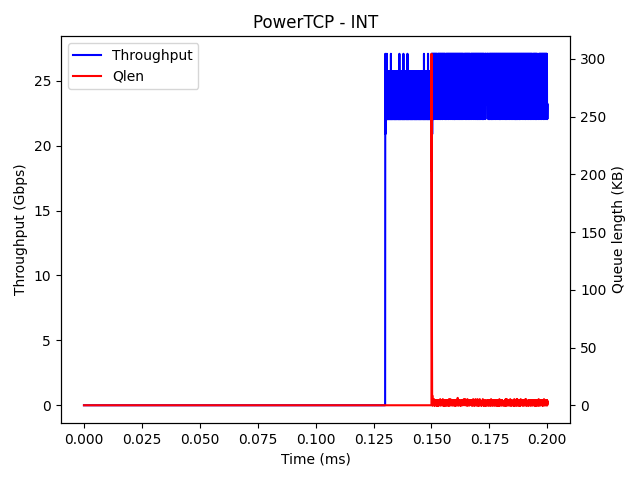 PowerTCP - INT
Throughput
Qlen
Throughput (Gbps)
0
5
10
15
20
25
Queue length (KB)
0
50
100
150
200
250
300
0.000 0.025 0.050 0.075 0.100 0.125 0.150 0.175 0.200
Time (ms)